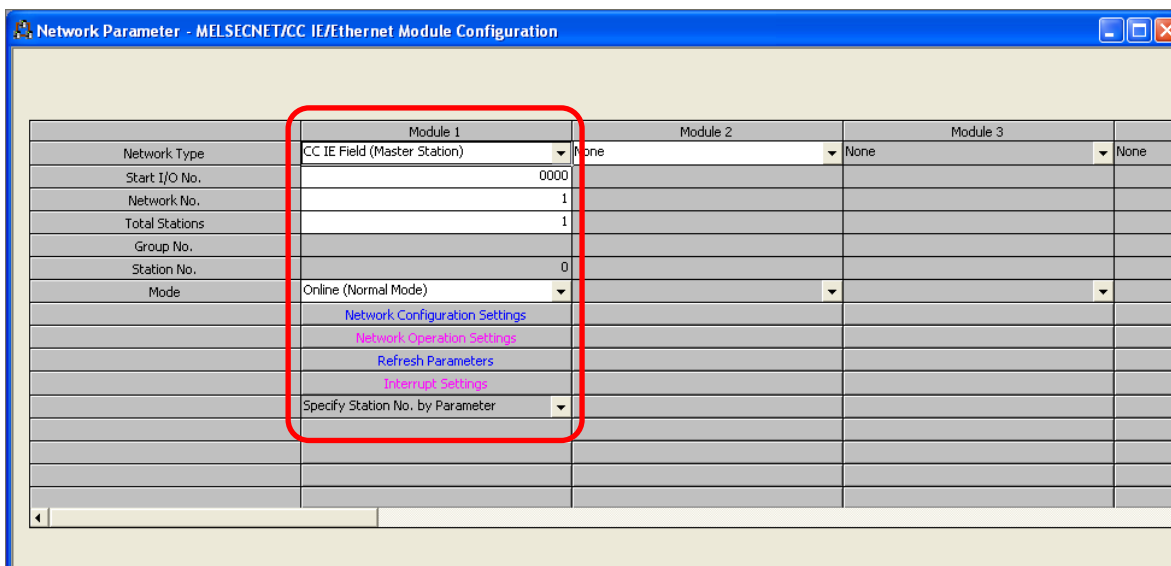 Network Parameter - MELSECNET/CC IE/Ethernet Module Configuration
Module 1 Module 2 Module 3
Network Type CC IE Field (Master Station) None None None
Start I/O No. 0000
Network No. 1
Total Stations 1
Group No.
Station No. 0
Mode Online (Normal Mode)
Network Configuration Settings
Network Operation Settings
Refresh Parameters
Interrupt Settings
Specify Station No. by Parameter